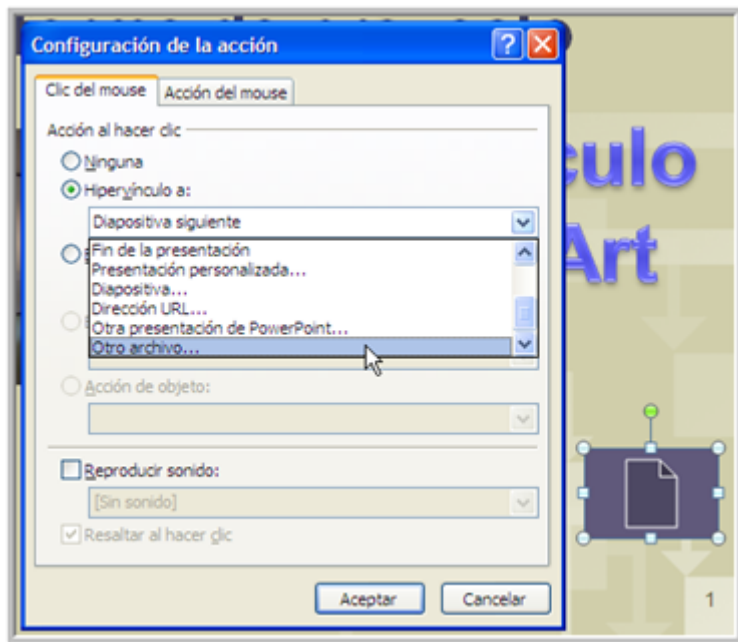 Configuración de la acción
Clic del mouse
Acción del mouse
Acción al hacer clic
Ninguna
Hipervínculo a:
Diapositiva siguiente
Fin de la presentación
Presentación personalizada...
Diapositiva...
Dirección URL...
Otra presentación de PowerPoint...
Otro archivo...
Acción de objeto:
Reproducir sonido:
[Sin sonido]
Resaltar al hacer clic
Aceptar
Cancelar
culo
Art
1